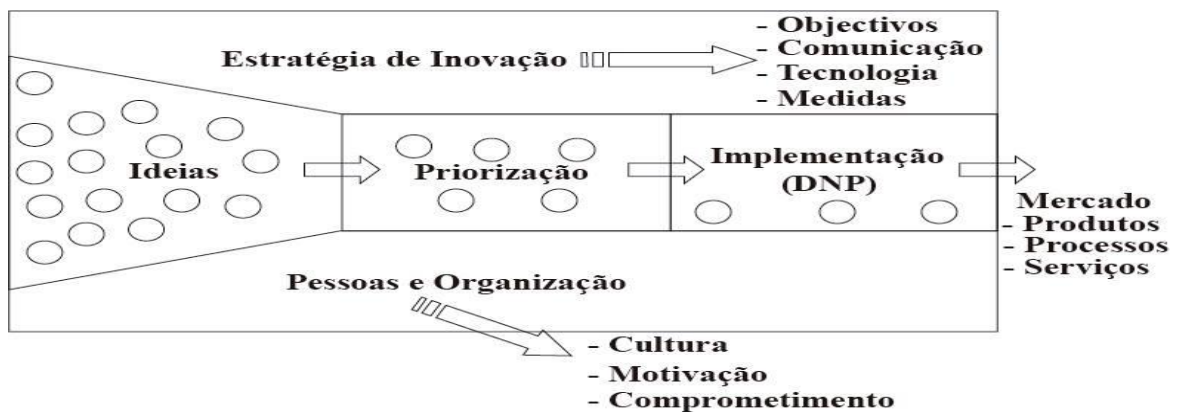 - Objectivos
Estratégia de Inovação
- Comunicação
- Tecnologia
- Medidas
Ideias
Priorização
Implementação
(DNP)
Mercado
- Produtos
- Processos
- Serviços
Pessoas e Organização
- Cultura
- Motivação
- Comprometimento